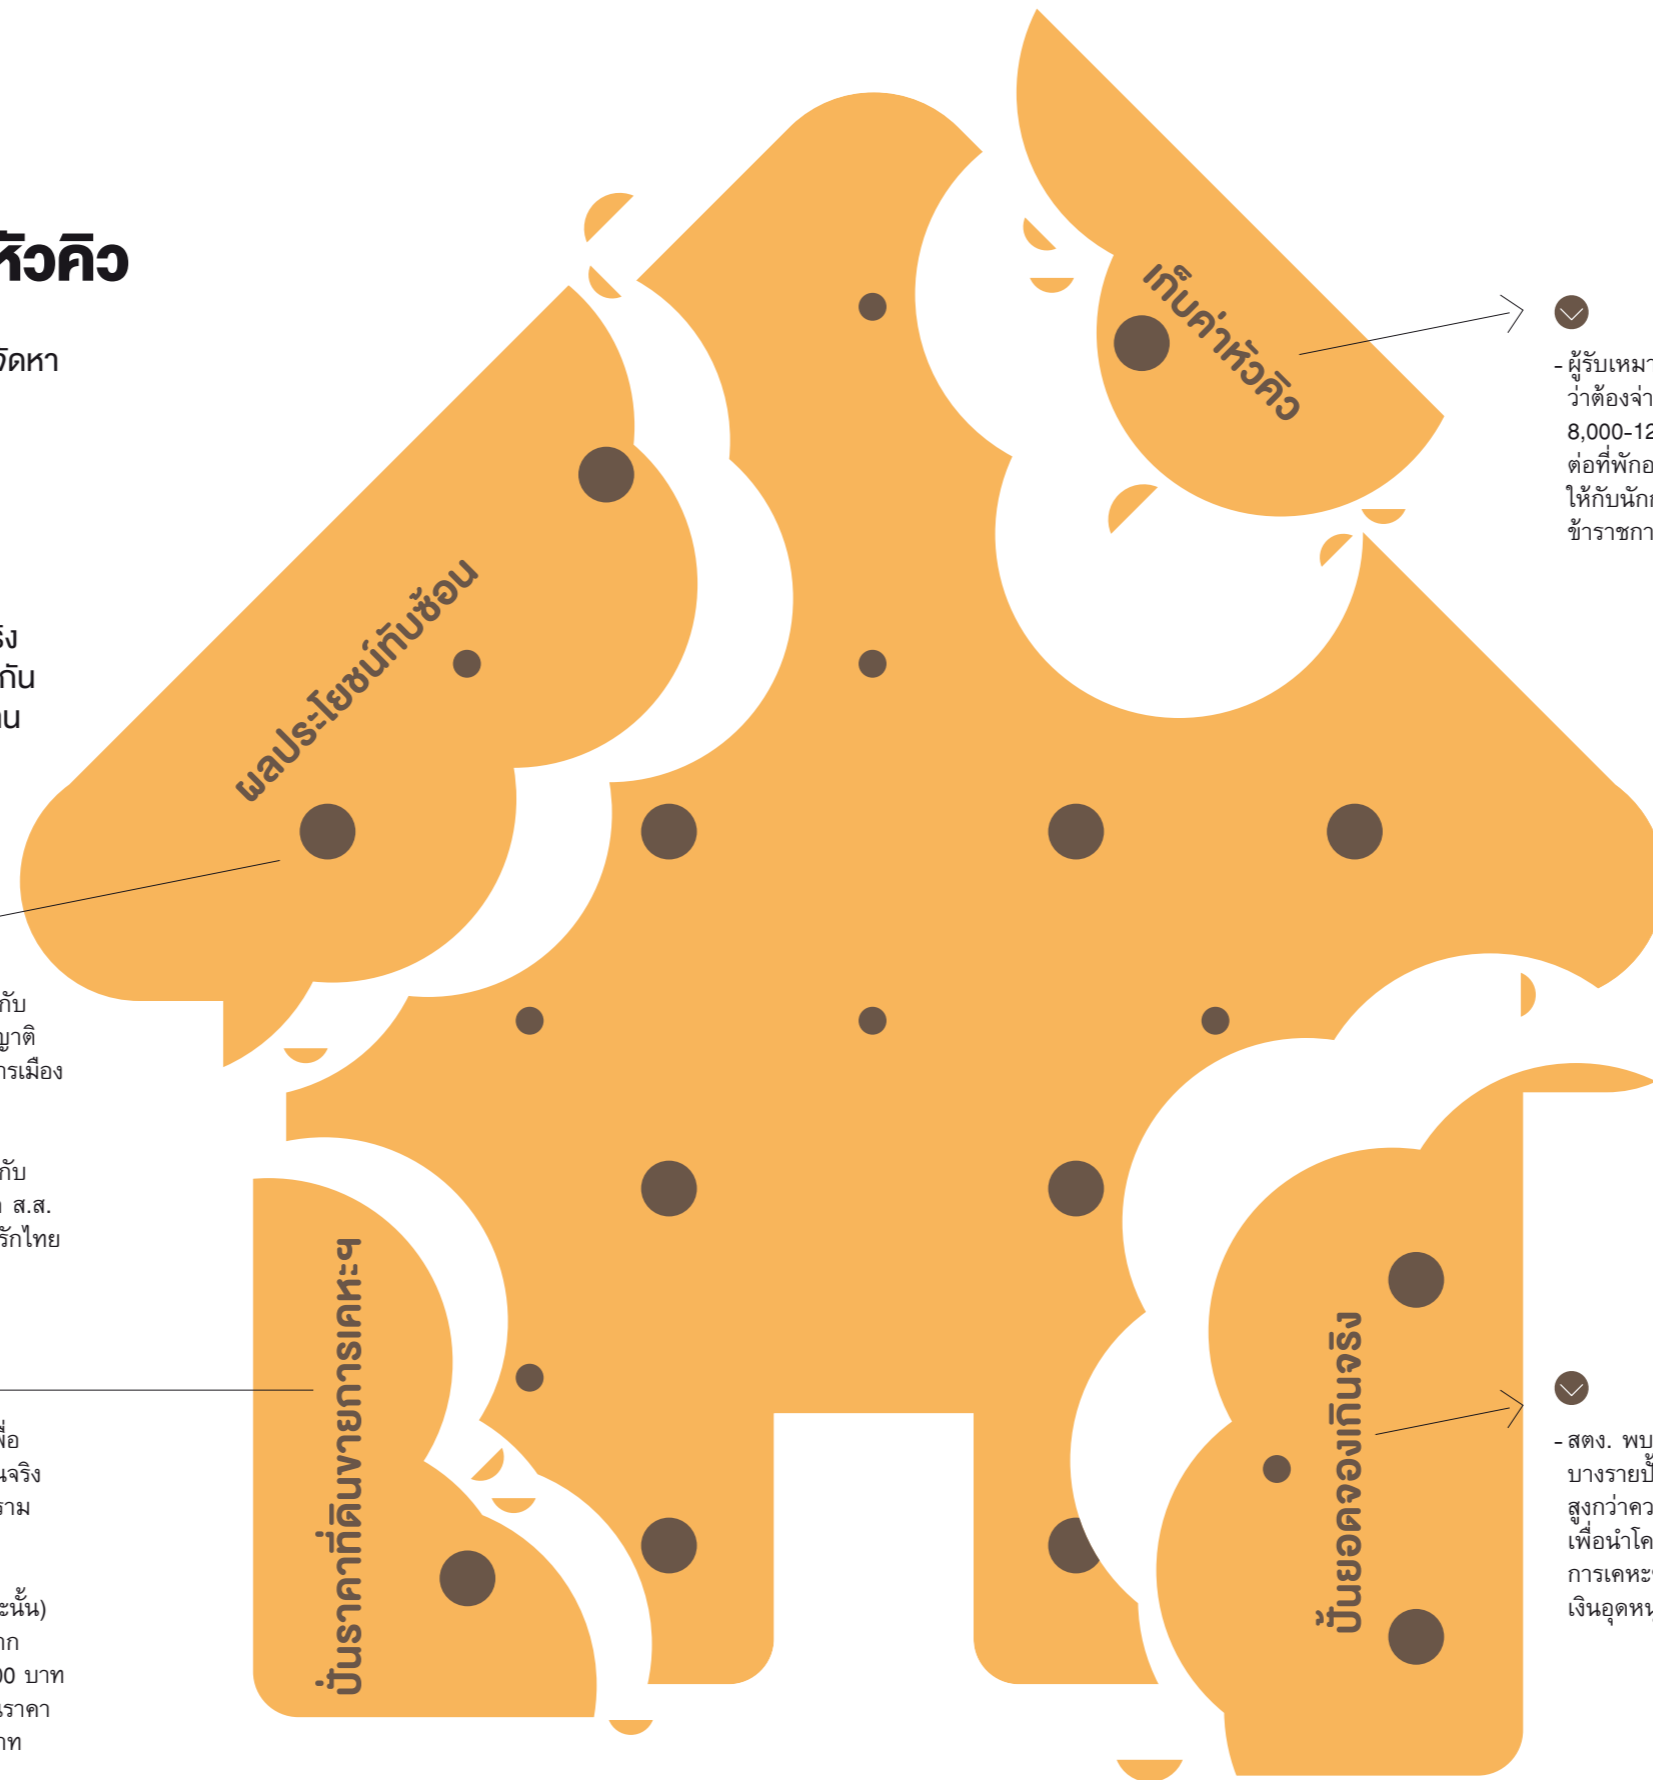 หัวคิว
จัดหา
กัน
เก็บค่าหัวคิว
- ผู้รับเหมา
ว่าต้องจ่า
8,000-12
ต่อที่พักอ
ให้กับนัก
ข้าราชกา
ผลประโยชน์ทับซ้อน
กับ
ญาติ
การเมือง
กับ
ส.ส.
รักไทย
ปั่นราคาที่ดินขายการเคหะฯ
จริง
ราม
ะนั้น)
าก
00 บาท
ราคา
าท
ปั้นยอดจองเกินจริง
- สตง. พบ
บางรายปั้
สูงกว่าคว
เพื่อนำโค
การเคหะ
เงินอุดหนุ